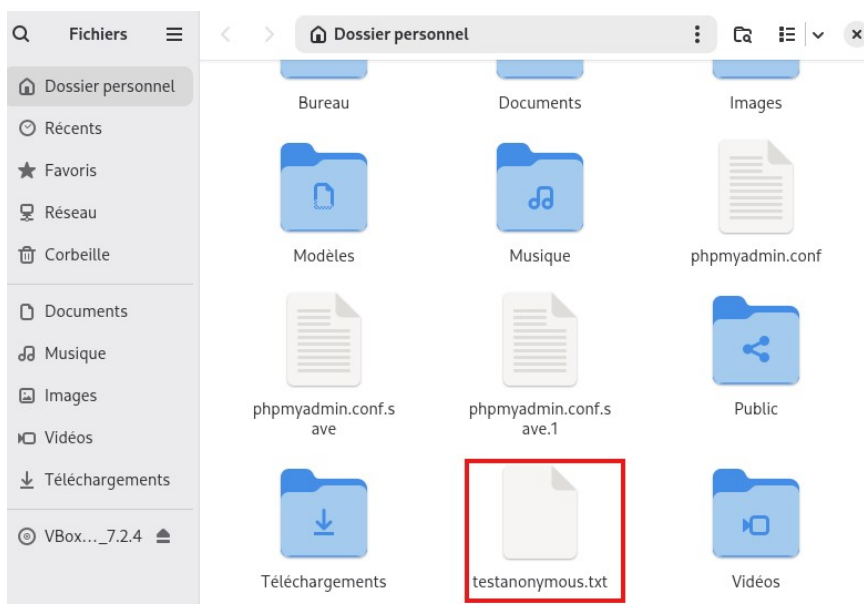 Fichiers
Dossier personnel
Dossier personnel
Récents
Favoris
Réseau
Corbeille
Documents
Musique
Images
Vidéos
Téléchargements
VBox..._7.2.4
Bureau
Documents
Images
Modèles
Musique
phpmyadmin.conf
phpmyadmin.conf.s
ave
phpmyadmin.conf.s
ave.1
Public
Téléchargements
testanonymous.txt
Vidéos